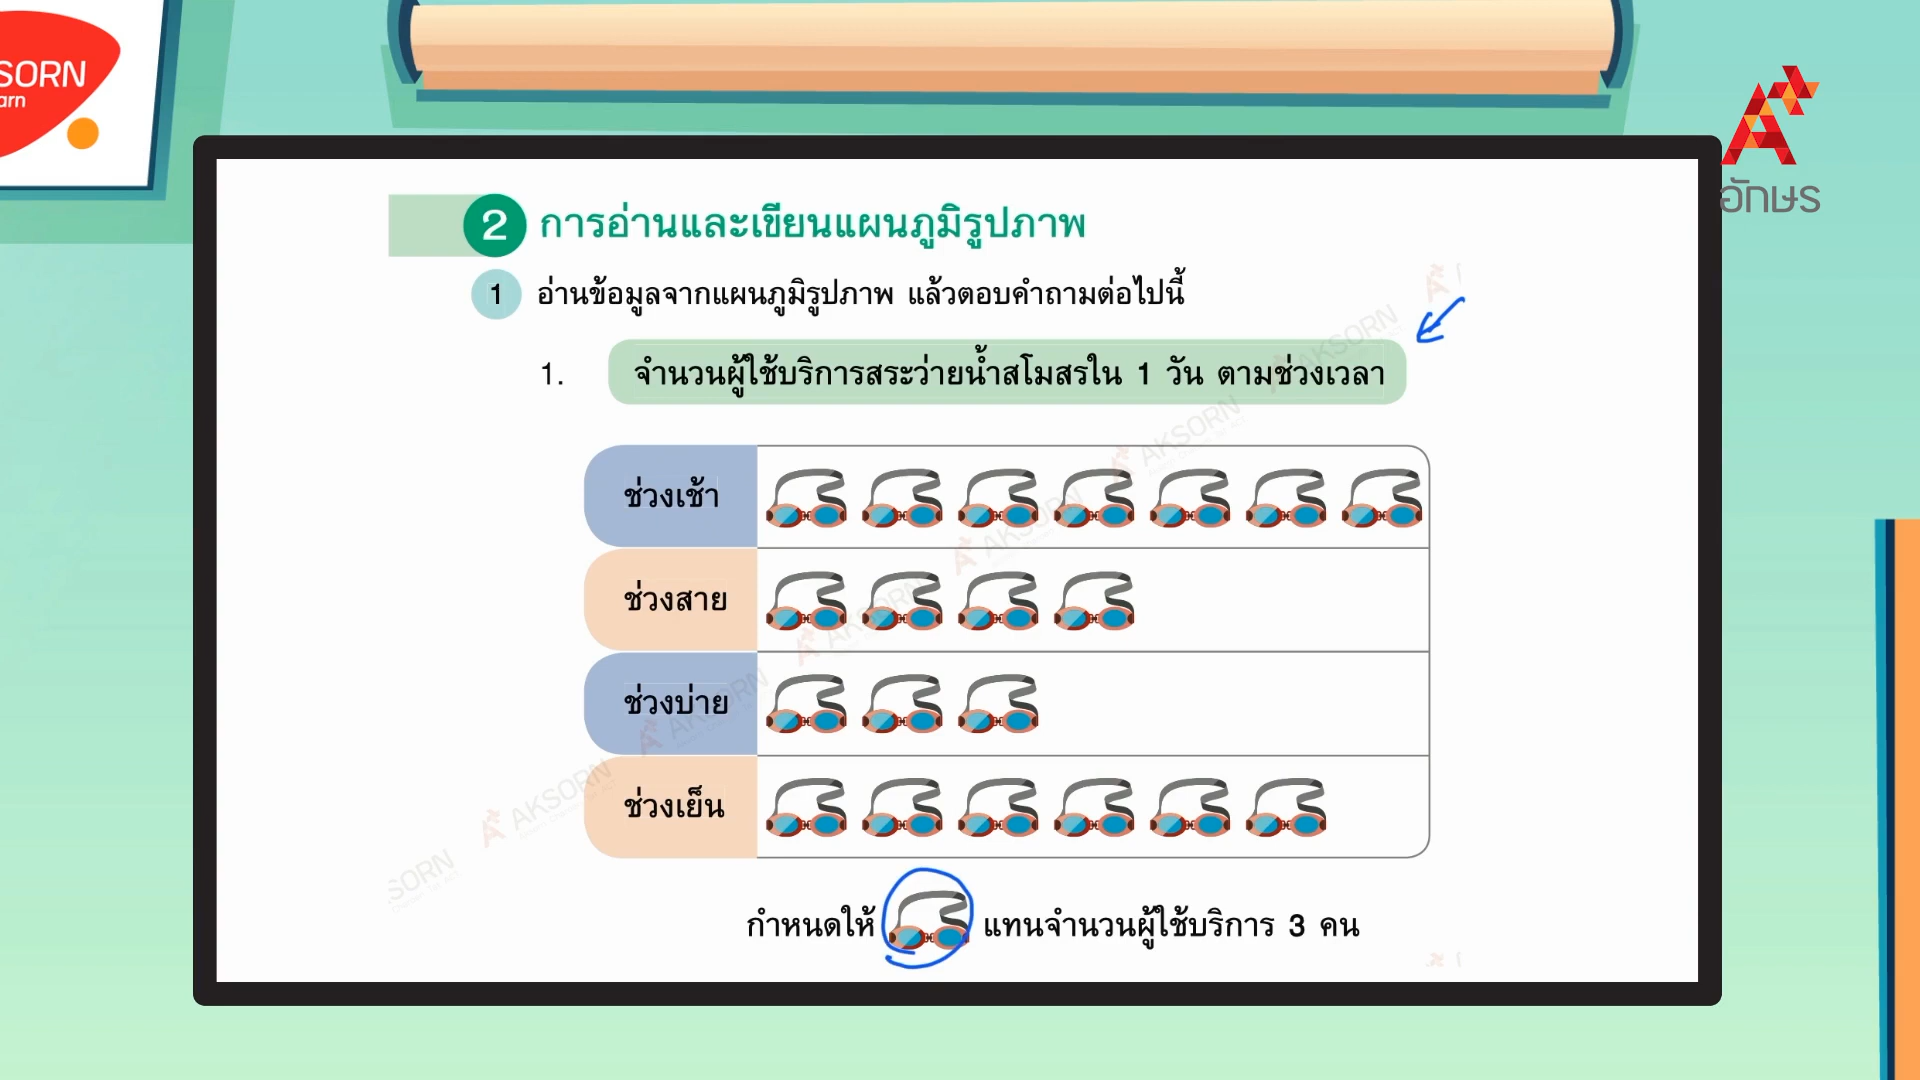 SORN
arn
อักษร
2 การอ่านและเขียนแผนภูมิรูปภาพ
1 อ่านข้อมูลจากแผนภูมิรูปภาพ แล้วตอบคำถามต่อไปนี้
1. จำนวนผู้ใช้บริการสระว่ายน้ำสโมสรใน 1 วัน ตามช่วงเวลา
ช่วงเช้า
ช่วงสาย
ช่วงบ่าย
ช่วงเย็น
กำหนดให้ แทนจำนวนผู้ใช้บริการ 3 คน
AKSORN
AKSORN
AKSORN
AKSORN
AKSORN
AKSORN
SORN